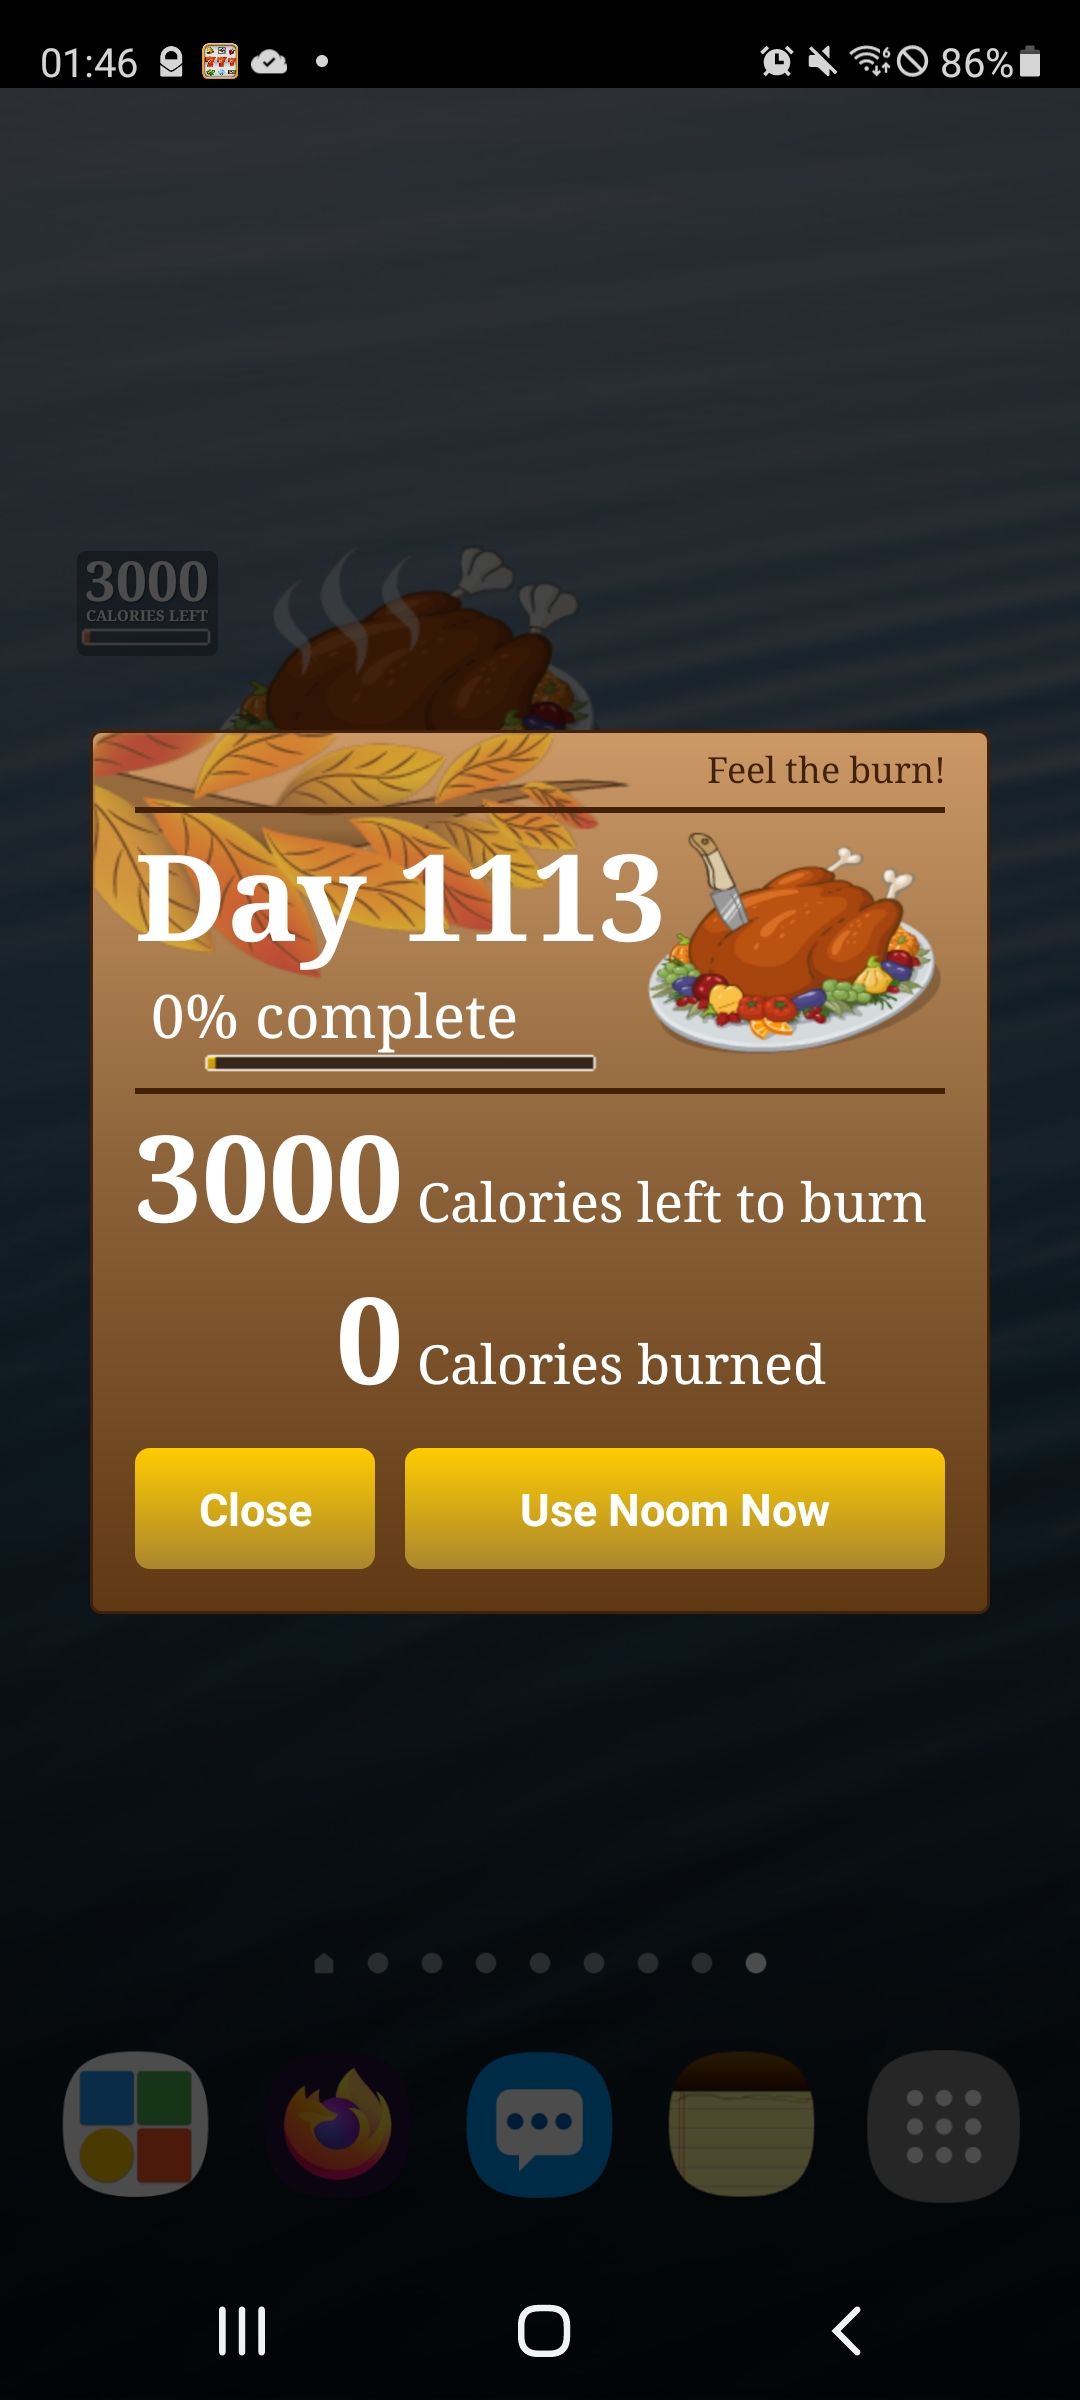 01:46
86%
3000
CALORIES LEFT
Feel the burn!
Day 1113
0% complete
3000 Calories left to burn
0 Calories burned
Close
Use Noom Now